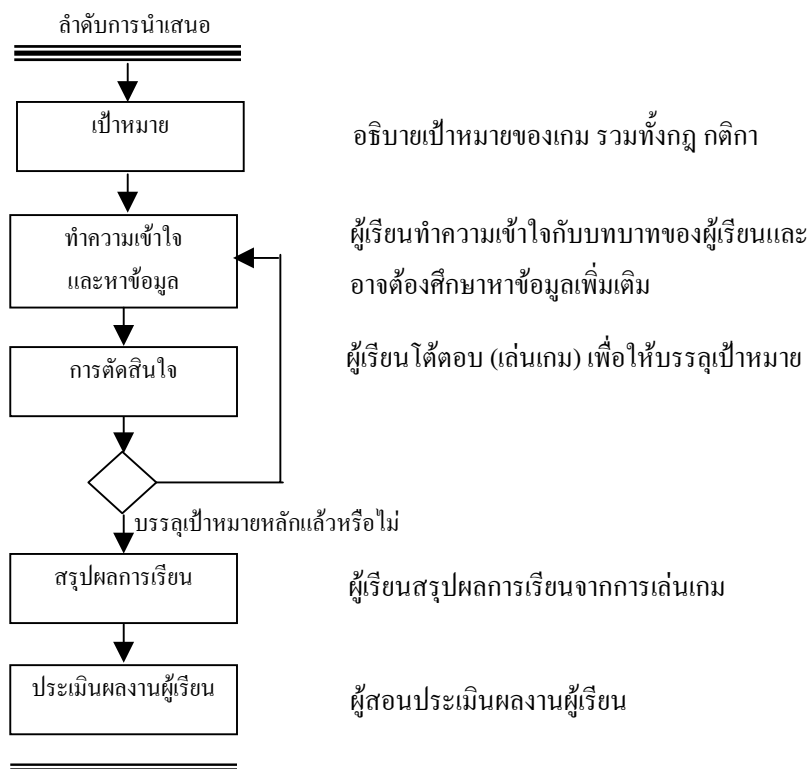 ลำดับการนำเสนอ
เป้าหมาย
อธิบายเป้าหมายของเกม รวมทั้งกฎ กติกา
ทำความเข้าใจ
และหาข้อมูล
ผู้เรียนทำความเข้าใจกับบทบาทของผู้เรียนและ
อาจต้องศึกษาหาข้อมูลเพิ่มเติม
การตัดสินใจ
ผู้เรียนโต้ตอบ (เล่นเกม) เพื่อให้บรรลุเป้าหมาย
บรรลุเป้าหมายหลักแล้วหรือไม่
สรุปผลการเรียน
ผู้เรียนสรุปผลการเรียนจากการเล่นเกม
ประเมินผลงานผู้เรียน
ผู้สอนประเมินผลงานผู้เรียน